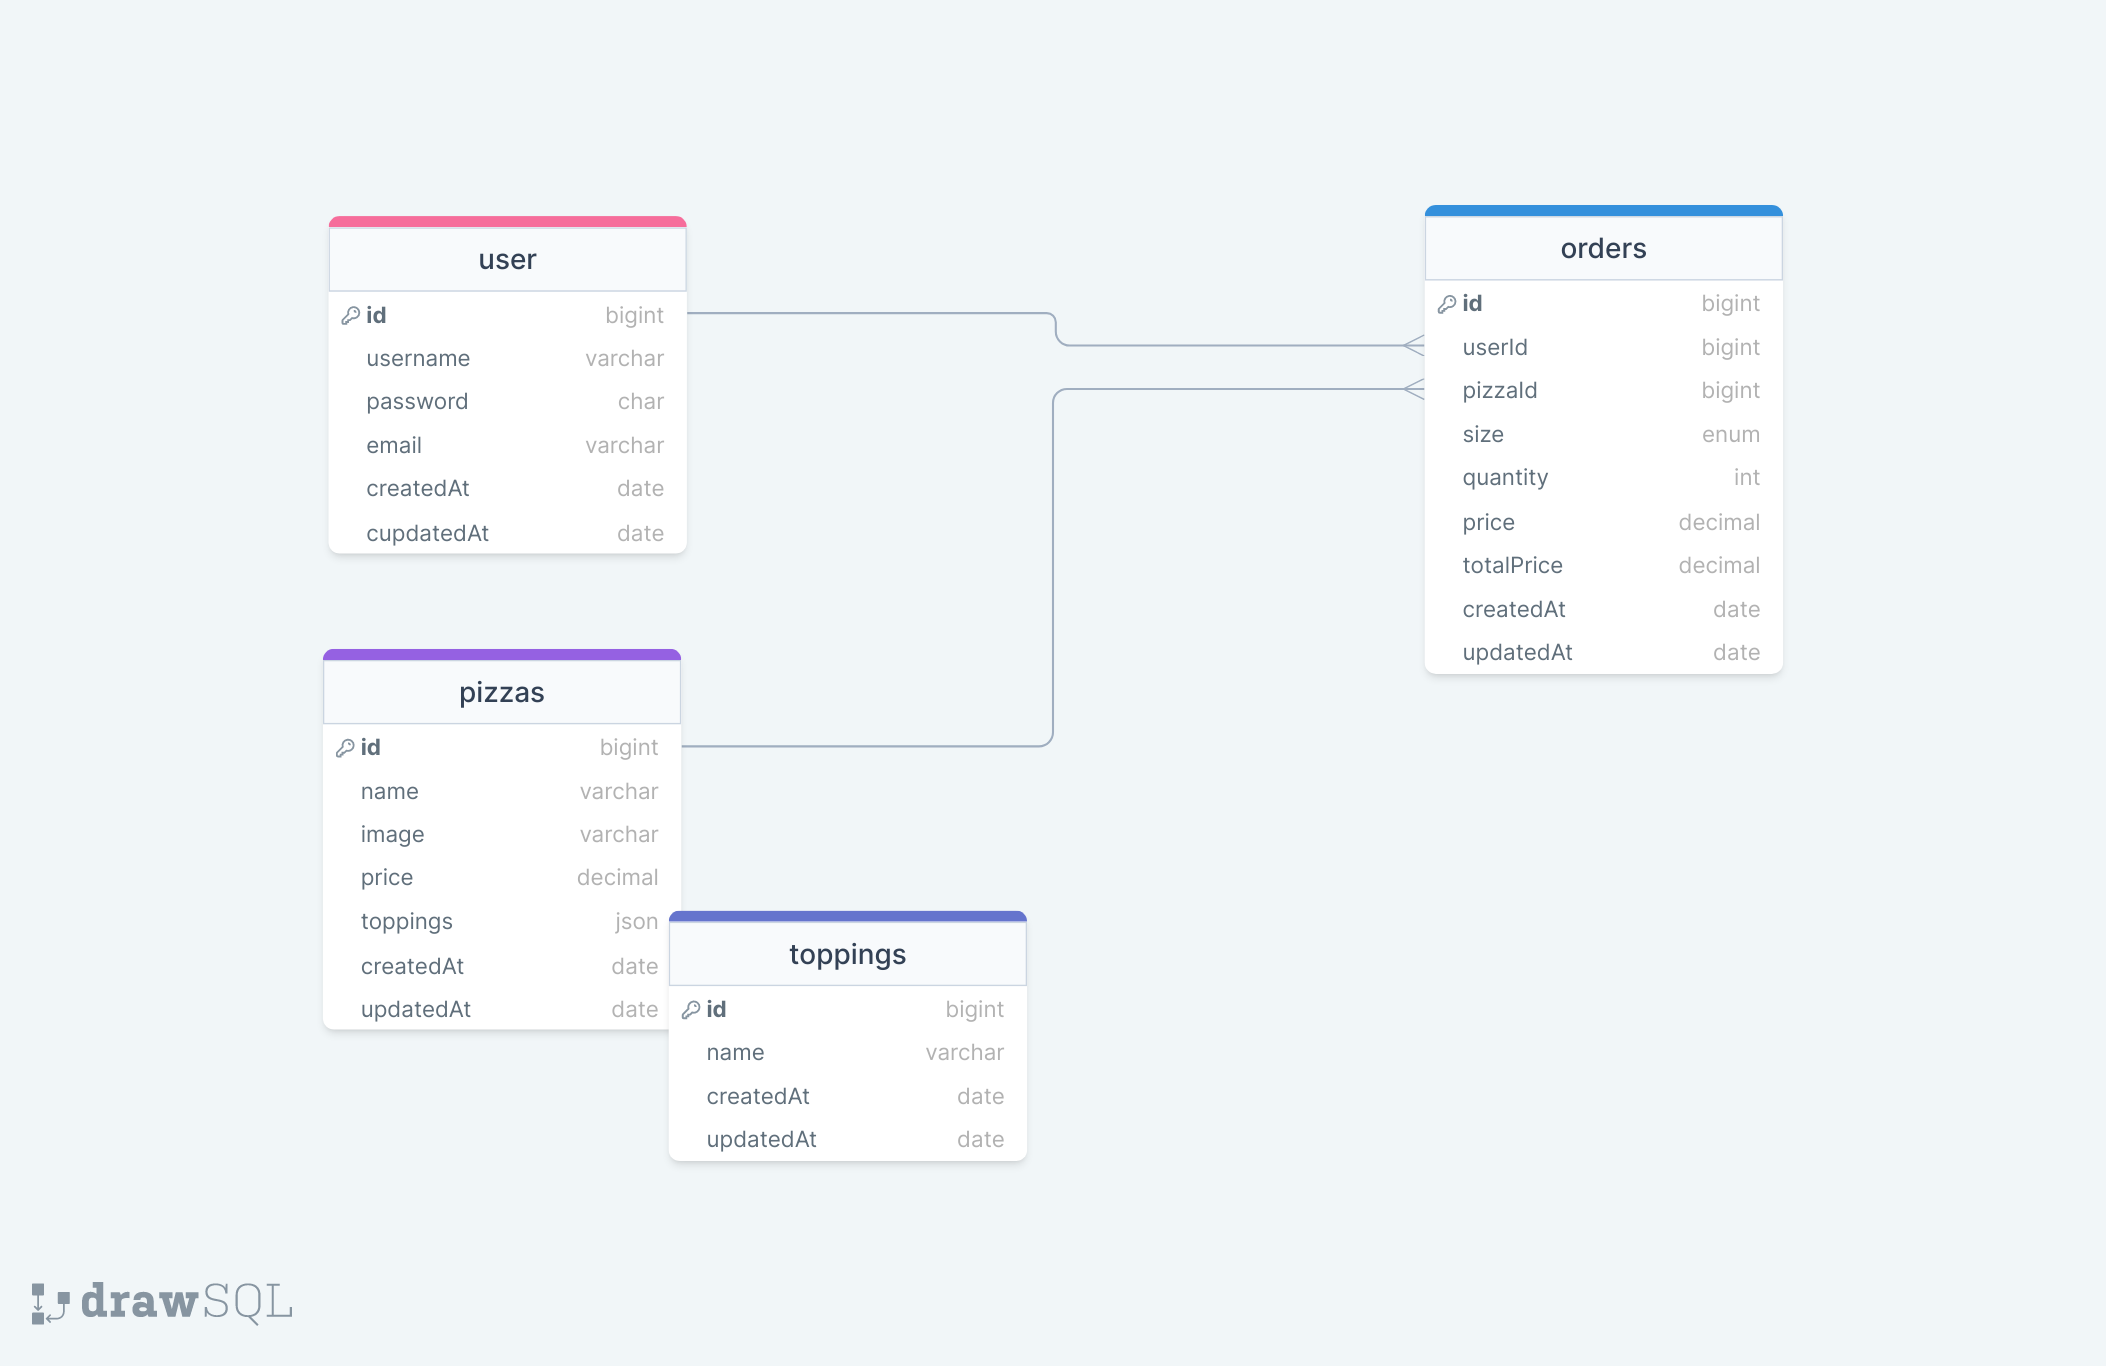 user
id bigint
username varchar
password char
email varchar
createdAt date
cupdatedAt date
orders
id bigint
userId bigint
pizzaId bigint
size enum
quantity int
price decimal
totalPrice decimal
createdAt date
updatedAt date
pizzas
id bigint
name varchar
image varchar
price decimal
toppings json
createdAt date
updatedAt date
toppings
id bigint
name varchar
createdAt date
updatedAt date
drawSQL